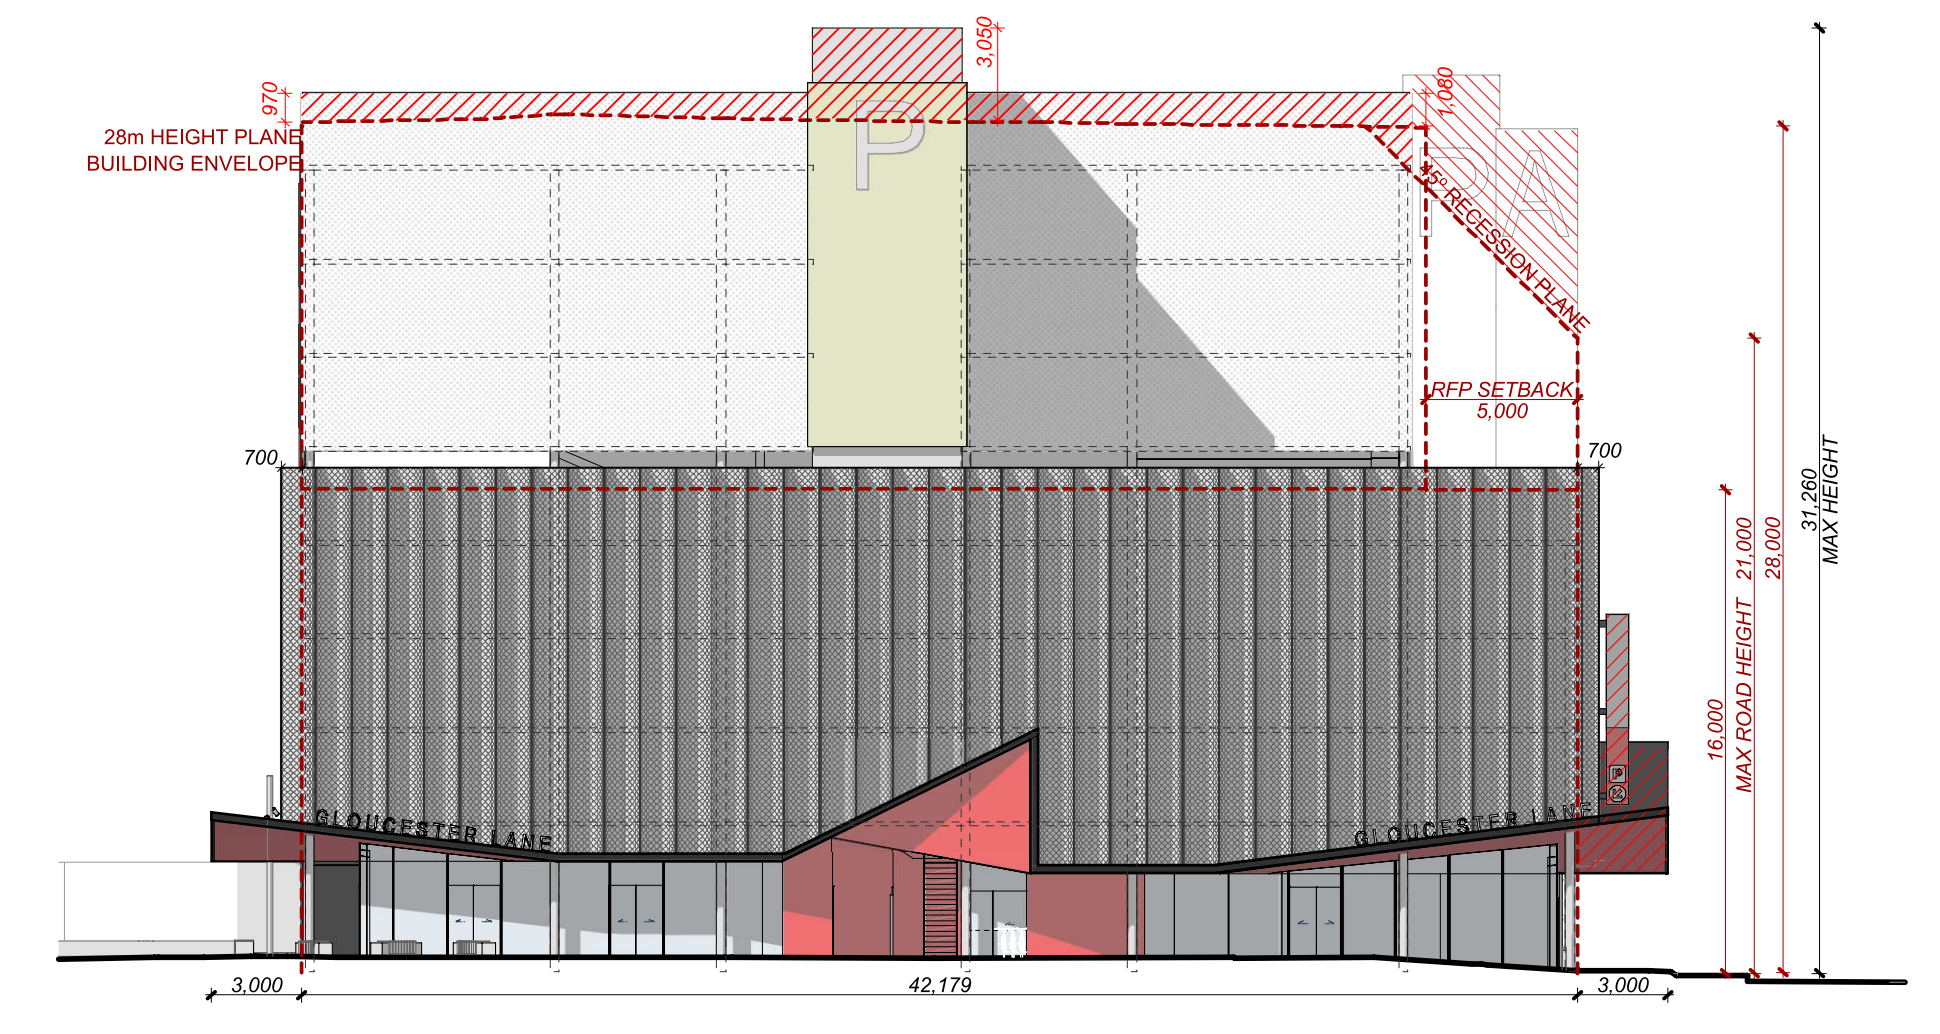 3,050
970
1,080
28m HEIGHT PLANE
BUILDING ENVELOPE
P
P A
45° RECESSION PLANE
RFP SETBACK
5,000
700
700
31,260
MAX HEIGHT
28,000
MAX ROAD HEIGHT 21,000
16,000
P
GLOUCESTER LANE
GLOUCESTER LANE
3,000
42,179
3,000